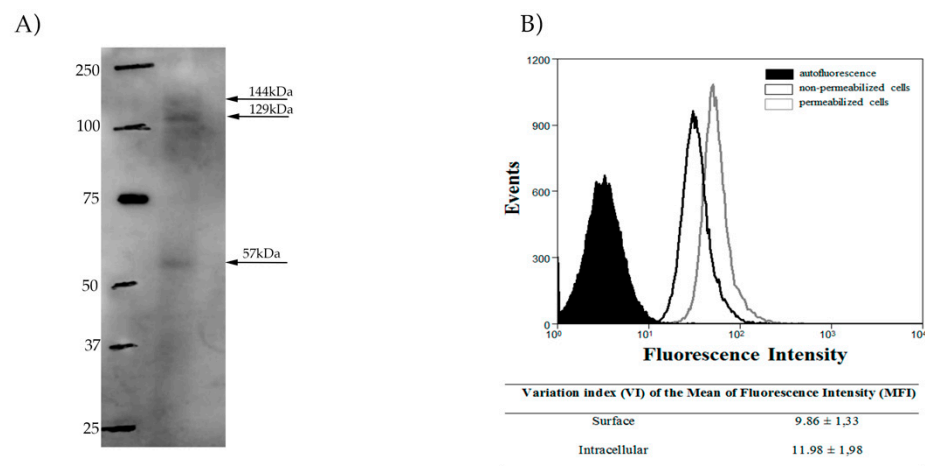 A)
250
100
75
50
37
25
144kDa
129kDa
57kDa
B)
Events
1200
900
600
300
0
10⁰
10¹
10²
10³
10⁴
autofluorescence
non-permeabilized cells
permeabilized cells
Fluorescence Intensity
Variation index (VI) of the Mean of Fluorescence Intensity (MFI)
Surface 9.86 ± 1,33
Intracellular 11.98 ± 1,98